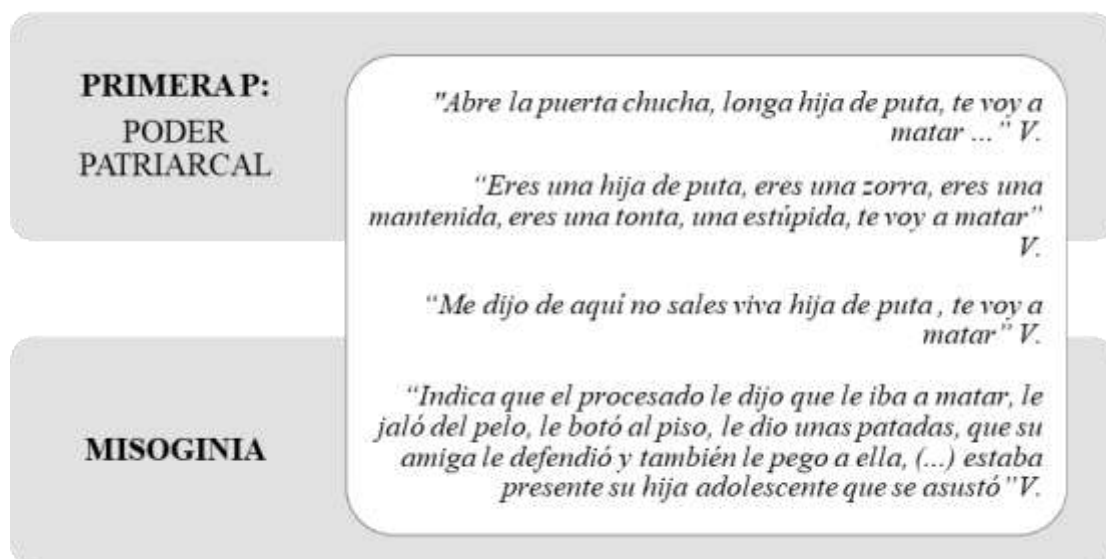 PRIMERA P:
PODER
PATRIARCAL
"Abre la puerta chucha, longa hija de puta, te voy a
matar ..." V.
“Eres una hija de puta, eres una zorra, eres una
mantenida, eres una tonta, una estúpida, te voy a matar”
V.
“Me dijo de aquí no sales viva hija de puta , te voy a
matar” V.
MISOGINIA
“Indica que el procesado le dijo que le iba a matar, le
jaló del pelo, le botó al piso, le dio unas patadas, que su
amiga le defendió y también le pego a ella, (...) estaba
presente su hija adolescente que se asustó”V.